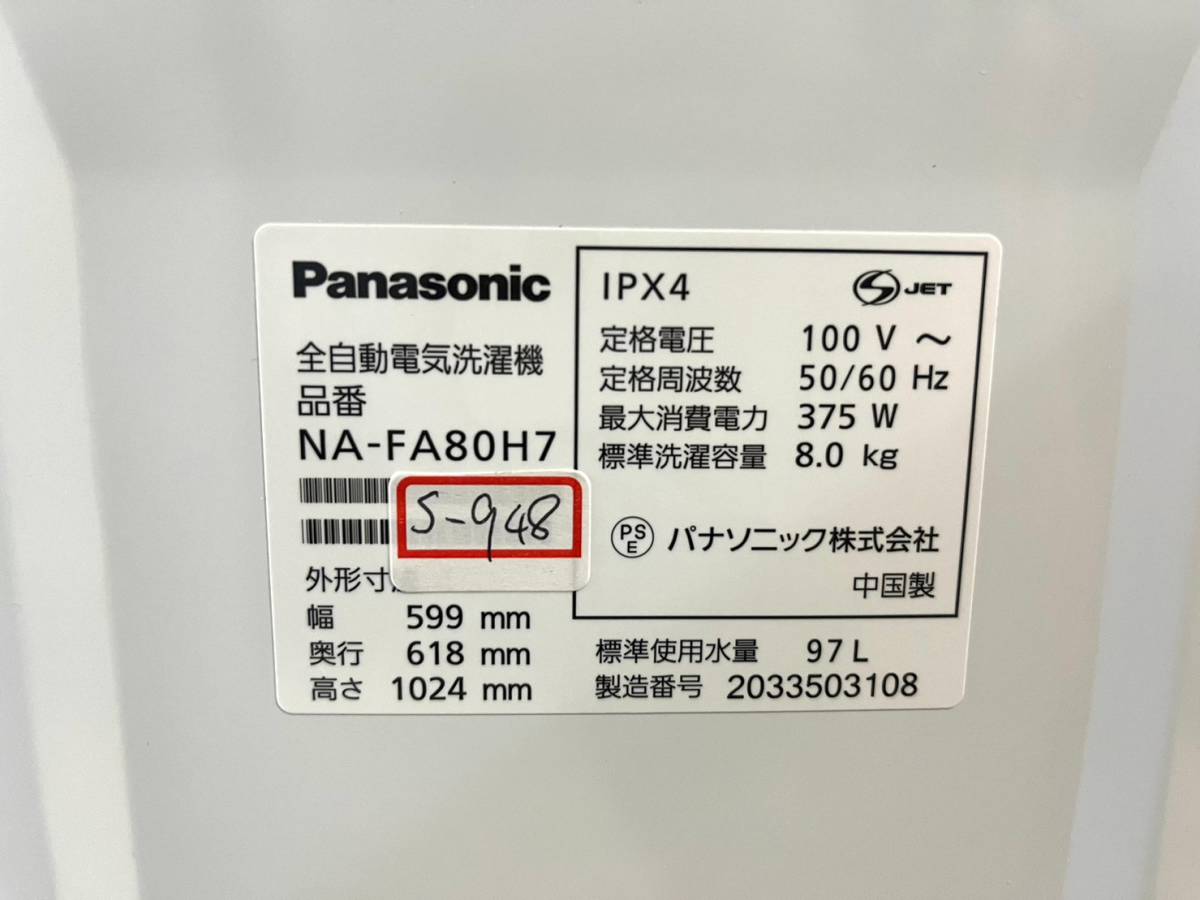 Panasonic
全自動電気洗濯機
品番
NA-FA80H7
S-948
外形寸
幅 599 mm
奥行 618 mm
高さ 1024 mm
IPX4
S JET
定格電圧 100 V ～
定格周波数 50/60 Hz
最大消費電力 375 W
標準洗濯容量 8.0 kg
PS
E
パナソニック株式会社
中国製
標準使用水量 97 L
製造番号 2033503108